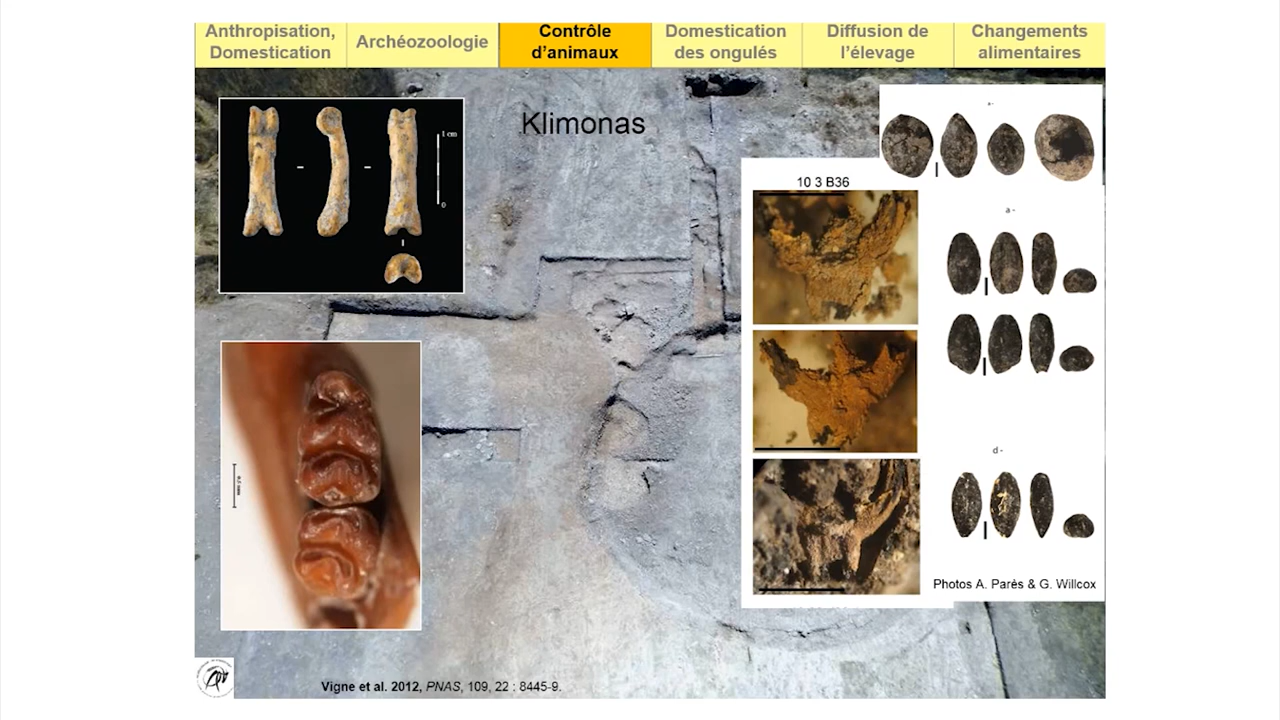 Anthropisation,
Domestication
Archéozoologie
Contrôle
d'animaux
Domestication
des ongulés
Diffusion de
l'élevage
Changements
alimentaires
Klimonas
1 cm
0
10 3 B36
a -
d -
Photos A. Parès & G. Willcox
Vigne et al. 2012, PNAS, 109, 22 : 8445-9.